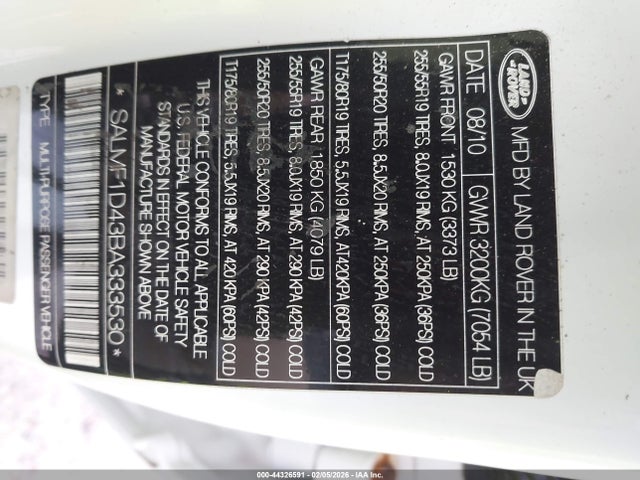 LAND
ROVER
MFD BY LAND ROVER IN THE UK
DATE 08/10 GVWR 3200KG (7054 LB)
GAWR FRONT 1530 KG (3373 LB)
255/55R19 TIRES, 8.0JX19 RIMS, AT 250KPA (36PSI) COLD
255/50R20 TIRES, 8.5JX20 RIMS, AT 250KPA (36PSI) COLD
T175/80R19 TIRES, 5.5JX19 RIMS, AT420KPA (60PSI) COLD
GAWR REAR 1850 KG (4079 LB)
255/55R19 TIRES, 8.0JX19 RIMS, AT 290 KPA (42PSI) COLD
255/50R20 TIRES, 8.5JX20 RIMS, AT 290 KPA (42PSI) COLD
T175/80R19 TIRES, 5.5JX19 RIMS, AT 420 KPA (60PSI) COLD
THIS VEHICLE CONFORMS TO ALL APPLICABLE
U.S. FEDERAL MOTOR VEHICLE SAFETY
STANDARDS IN EFFECT ON THE DATE OF
MANUFACTURE SHOWN ABOVE
* SALMF1D43BA333530 *
TYPE MULTI-PURPOSE PASSENGER VEHICLE
000-44326591 - 02/05/2026 - IAAboard